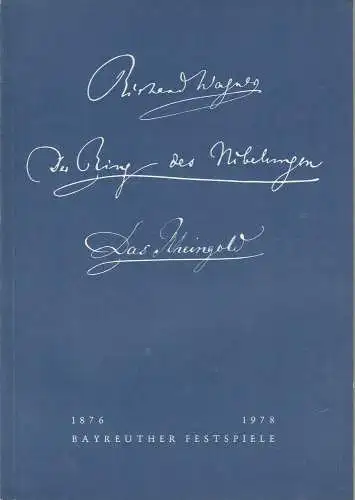 Richard Wagner
Der Ring des Nibelungen
Das Rheingold
1876 1978
BAYREUTHER FESTSPIELE